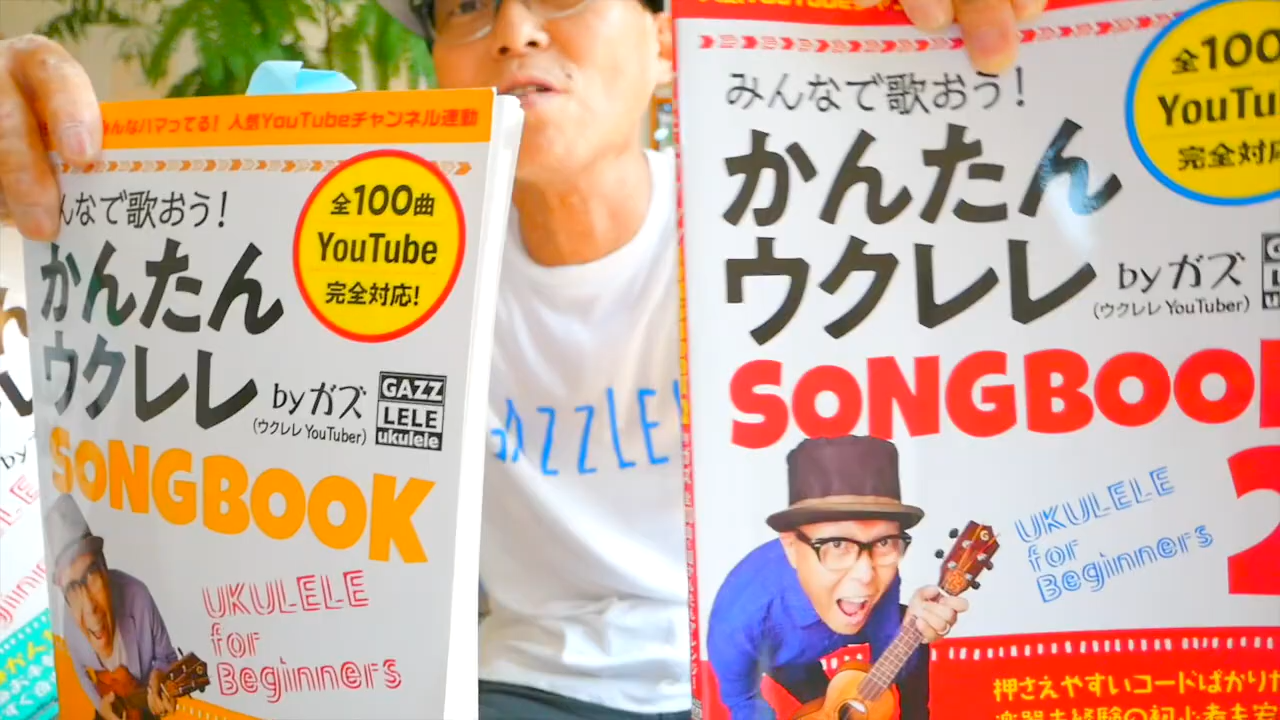 みんなハマってる! 人気YouTubeチャンネル連動
んなで歌おう!
かんたん
ウクレレ
byガズ
(ウクレレ YouTuber)
GAZZ
LELE
ukulele
全100曲
YouTube
完全対応!
SONGBOOK
UKULELE
for
Beginners
GAZZLE
みんなで歌おう!
かんたん
ウクレレ
byガズ
(ウクレレ YouTuber)
全100
YouTu
完全対応
SONGBOO
2
UKULELE
for
Beginners
押さえやすいコードばかりだ
by